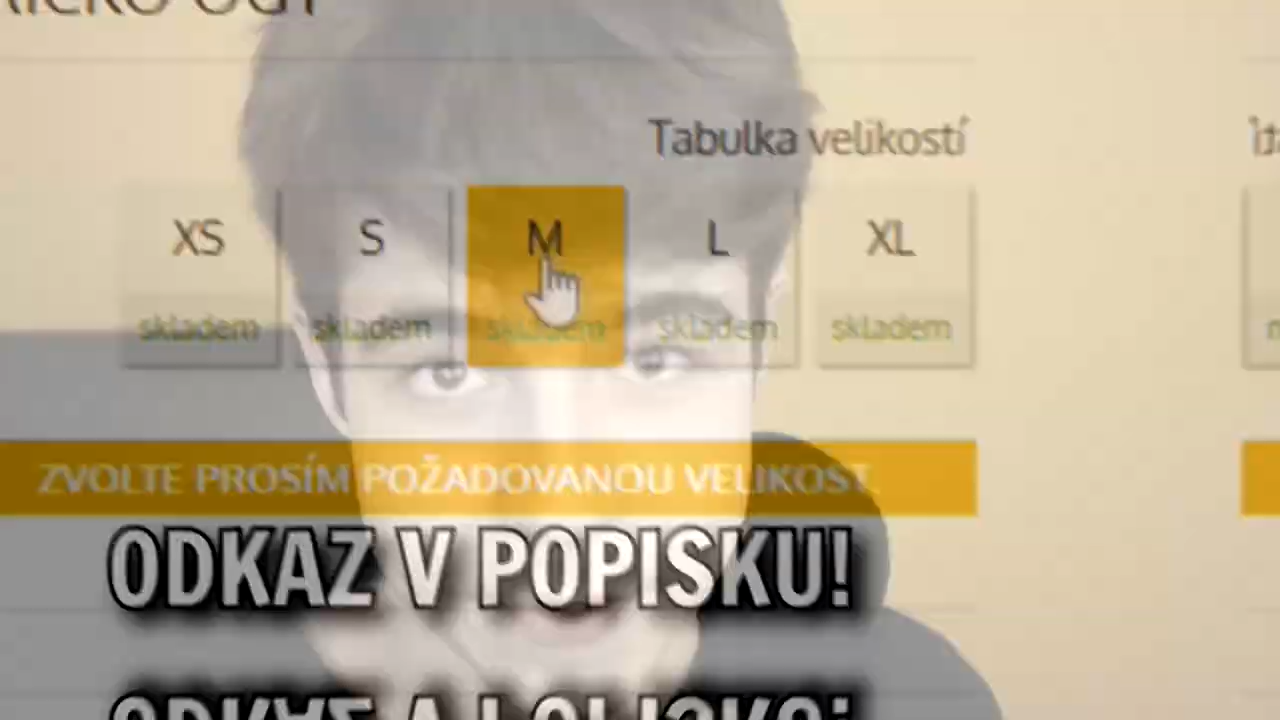 Tabulka velikostí
XS S M L XL
skladem skladem skladem skladem skladem
ZVOLTE PROSÍM POŽADOVANOU VELIKOST
ODKAZ V POPISKU!